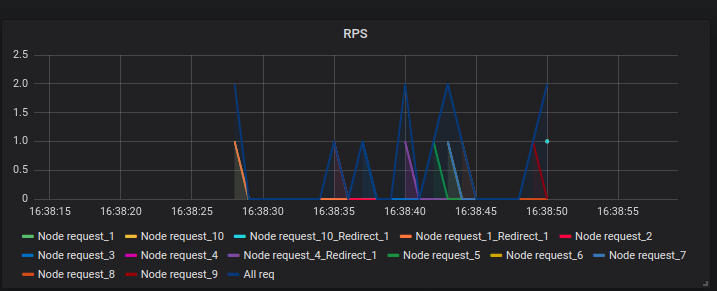 RPS
2.5
2.0
1.5
1.0
0.5
0
16:38:15 16:38:20 16:38:25 16:38:30 16:38:35 16:38:40 16:38:45 16:38:50 16:38:55
Node request_1 Node request_10 Node request_10_Redirect_1 Node request_1_Redirect_1 Node request_2
Node request_3 Node request_4 Node request_4_Redirect_1 Node request_5 Node request_6 Node request_7
Node request_8 Node request_9 All req